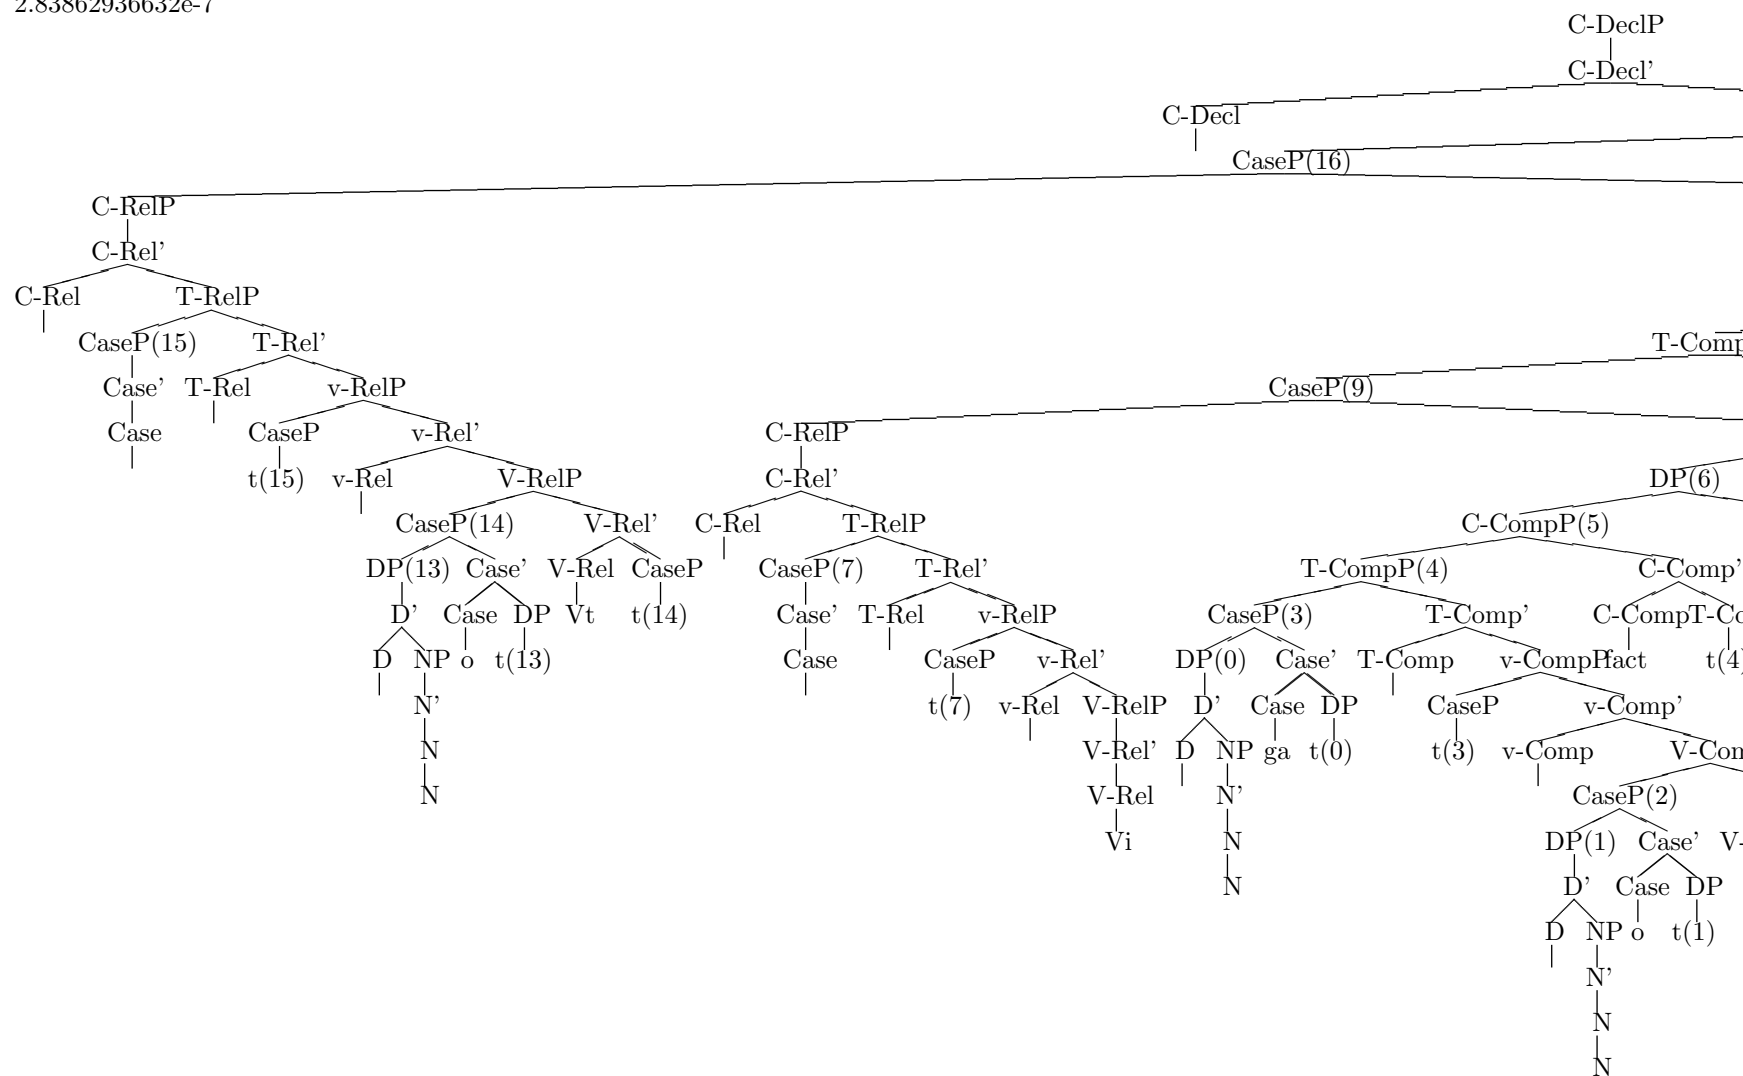 2.83862936632e-7
C-DeclP
C-Decl'
C-Decl
CaseP(16)
C-RelP
C-Rel'
C-Rel T-RelP
CaseP(15) T-Rel' T-Comp
Case' T-Rel v-RelP CaseP(9)
Case CaseP v-Rel' C-RelP
t(15) v-Rel V-RelP C-Rel' DP(6)
CaseP(14) V-Rel' C-Rel T-RelP C-CompP(5)
DP(13) Case' V-Rel CaseP CaseP(7) T-Rel' T-CompP(4) C-Comp'
D' Case DP Vt t(14) Case' T-Rel v-RelP CaseP(3) T-Comp' C-Comp T-Co
D NP o t(13) Case CaseP v-Rel' DP(0) Case' T-Comp v-CompP fact t(4)
N' t(7) v-Rel V-RelP D' Case DP CaseP v-Comp'
N V-Rel' D NP ga t(0) t(3) v-Comp V-Com
N V-Rel N' CaseP(2)
Vi N DP(1) Case' V-
N D' Case DP
D NP o t(1)
N'
N
N